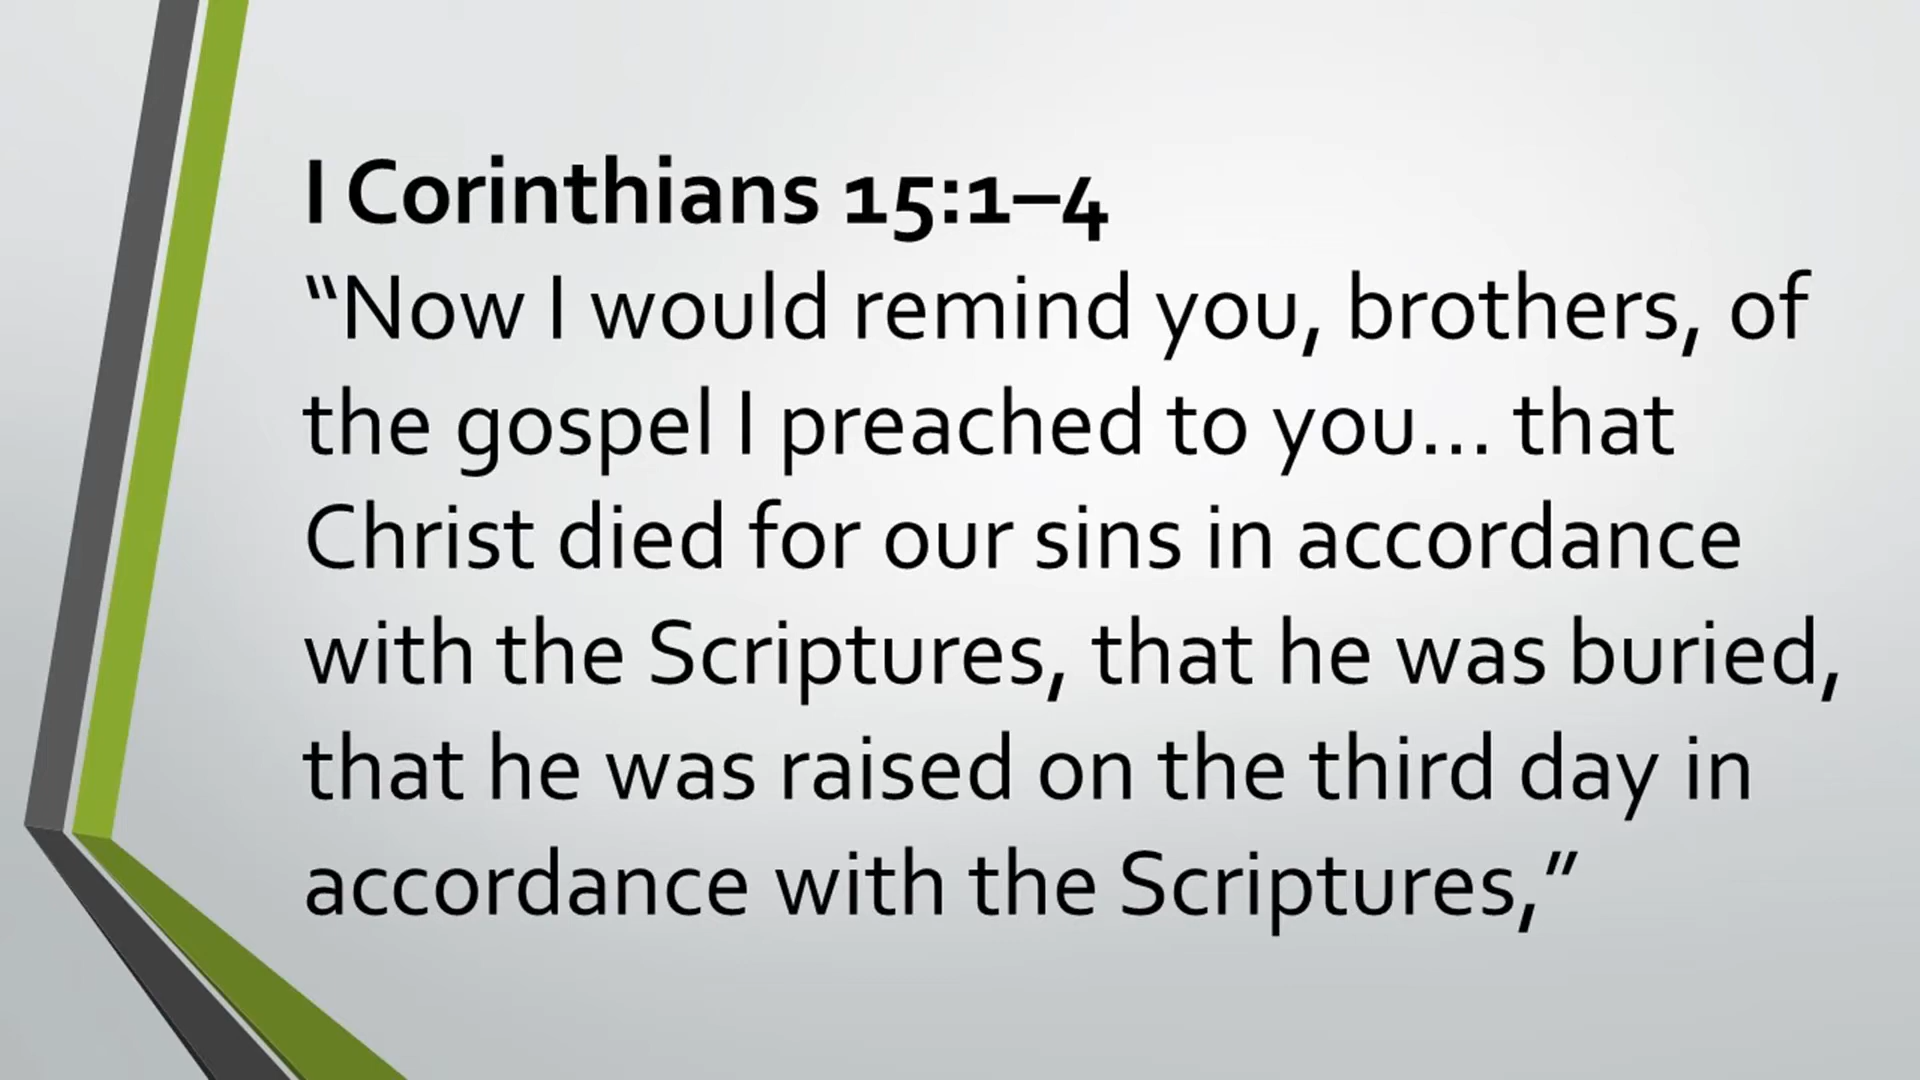 I Corinthians 15:1–4
“Now I would remind you, brothers, of
the gospel I preached to you… that
Christ died for our sins in accordance
with the Scriptures, that he was buried,
that he was raised on the third day in
accordance with the Scriptures,”